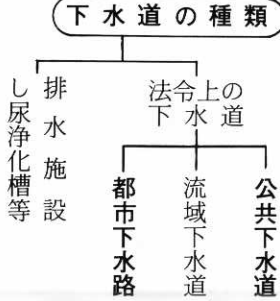 下水道の種類
法令上の
下水道
公共下水道
流域下水道
都市下水路
排水施設
し尿浄化槽等